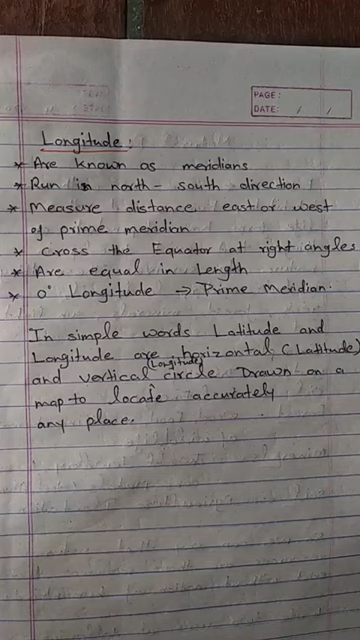 PAGE:
DATE: / /
Longitude:
* Are known as meridians
* Run in north - south direction
* Measure distance east or west
of prime meridian
* Cross the Equator at right angles
* Are equal in Length
* 0° Longitude → Prime Meridian.
In simple words Latitude and
Longitude are horizontal (Latitude)
and vertical (Longitude) circle Drawn on a
map to locate accurately
any place.